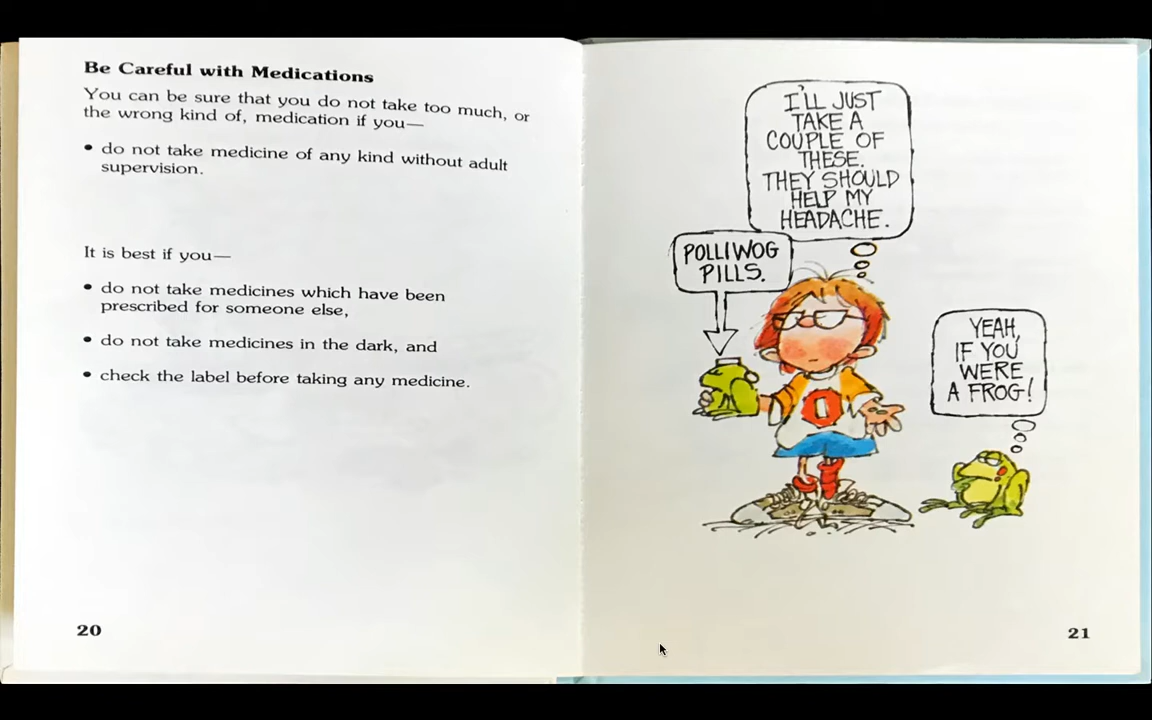 Be Careful with Medications
You can be sure that you do not take too much, or
the wrong kind of, medication if you—
• do not take medicine of any kind without adult
supervision.
It is best if you—
• do not take medicines which have been
prescribed for someone else,
• do not take medicines in the dark, and
• check the label before taking any medicine.
20
I'LL JUST
TAKE A
COUPLE OF
THESE.
THEY SHOULD
HELP MY
HEADACHE.
POLLIWOG
PILLS.
YEAH,
IF YOU
WERE
A FROG!
21